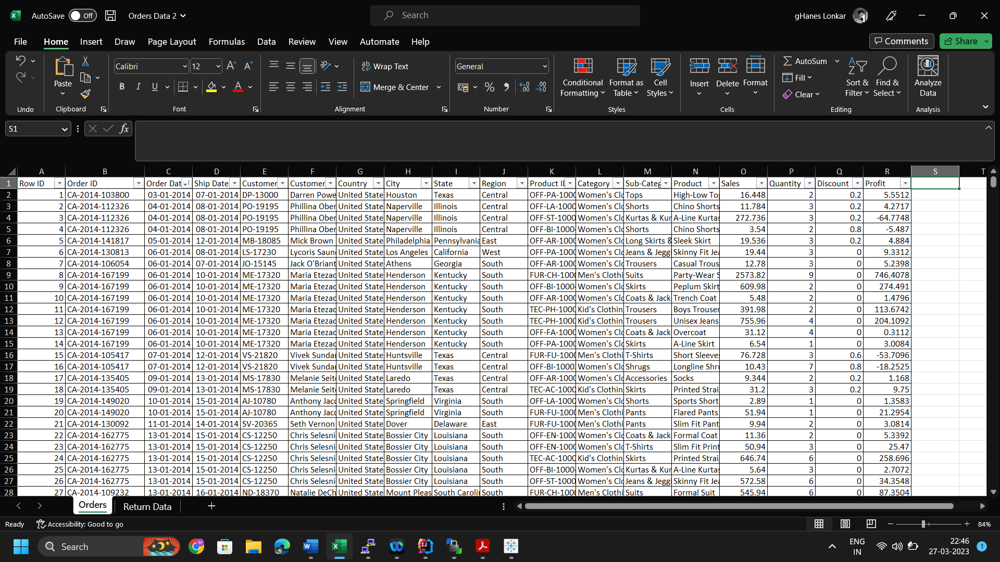 AutoSave Off Orders Data 2 Search gHanes Lonkar
File Home Insert Draw Page Layout Formulas Data Review View Automate Help Comments Share
Calibri 12 Wrap Text General AutoSum
Paste B I U Merge & Center % Conditional Formatting Format as Table Cell Styles Insert Delete Format Fill Clear Sort & Filter Find & Select Analyze Data
Undo Clipboard Font Alignment Number Styles Cells Editing Analysis
S1 fx
A B C D E F G H I J K L M N O P Q R S T
1 Row ID Order ID Order Dat Ship Date Customer Customer Country City State Region Product ID Category Sub-Categ Product Sales Quantity Discount Profit
2 1 CA-2014-103800 03-01-2014 07-01-2014 DP-13000 Darren Powe United State Houston Texas Central OFF-PA-1000 Women's Clo Tops High-Low To 16.448 2 0.2 5.5512
3 2 CA-2014-112326 04-01-2014 08-01-2014 PO-19195 Phillina Ober United State Naperville Illinois Central OFF-LA-1000 Women's Clo Shorts Chino Shorts 11.784 3 0.2 4.2717
4 3 CA-2014-112326 04-01-2014 08-01-2014 PO-19195 Phillina Ober United State Naperville Illinois Central OFF-ST-1000 Women's Clo Kurtas & Kur A-Line Kurtas 272.736 3 0.2 -64.7748
5 4 CA-2014-112326 04-01-2014 08-01-2014 PO-19195 Phillina Ober United State Naperville Illinois Central OFF-BI-1000 Women's Clo Shorts Chino Shorts 3.54 2 0.8 -5.487
6 5 CA-2014-141817 05-01-2014 12-01-2014 MB-18085 Mick Brown United State Philadelphia Pennsylvania East OFF-AR-1000 Women's Clo Long Skirts & Sleek Skirt 19.536 3 0.2 4.884
7 6 CA-2014-130813 06-01-2014 08-01-2014 LS-17230 Lycoris Saun United State Los Angeles California West OFF-PA-1000 Women's Clo Jeans & Jeggi Skinny Fit Jea 19.44 3 0 9.3312
8 7 CA-2014-106054 06-01-2014 07-01-2014 JO-15145 Jack O'Briant United State Athens Georgia South OFF-AR-1000 Women's Clo Trousers Casual Trous 12.78 3 0 5.2398
9 8 CA-2014-167199 06-01-2014 10-01-2014 ME-17320 Maria Etezad United State Henderson Kentucky South FUR-CH-1000 Men's Clothi Suits Party-Wear S 2573.82 9 0 746.4078
10 9 CA-2014-167199 06-01-2014 10-01-2014 ME-17320 Maria Etezad United State Henderson Kentucky South OFF-BI-1000 Women's Clo Skirts Peplum Skirt 609.98 2 0 274.491
11 10 CA-2014-167199 06-01-2014 10-01-2014 ME-17320 Maria Etezad United State Henderson Kentucky South OFF-AR-1000 Women's Clo Coats & Jack Trench Coat 5.48 2 0 1.4796
12 11 CA-2014-167199 06-01-2014 10-01-2014 ME-17320 Maria Etezad United State Henderson Kentucky South TEC-PH-1000 Kid's Clothin Trousers Boys Trouser 391.98 2 0 113.6742
13 12 CA-2014-167199 06-01-2014 10-01-2014 ME-17320 Maria Etezad United State Henderson Kentucky South TEC-PH-1000 Kid's Clothin Trousers Unisex Jeans 755.96 4 0 204.1092
14 13 CA-2014-167199 06-01-2014 10-01-2014 ME-17320 Maria Etezad United State Henderson Kentucky South OFF-FA-1000 Women's Clo Coats & Jack Overcoat 31.12 4 0 0.3112
15 14 CA-2014-167199 06-01-2014 10-01-2014 ME-17320 Maria Etezad United State Henderson Kentucky South OFF-PA-1000 Women's Clo Skirts A-Line Skirt 6.54 1 0 3.0084
16 15 CA-2014-105417 07-01-2014 12-01-2014 VS-21820 Vivek Sundar United State Huntsville Texas Central FUR-FU-1000 Men's Clothi T-Shirts Short Sleeve 76.728 3 0.6 -53.7096
17 16 CA-2014-105417 07-01-2014 12-01-2014 VS-21820 Vivek Sundar United State Huntsville Texas Central OFF-BI-1000 Women's Clo Shrugs Longline Shru 10.43 7 0.8 -18.2525
18 17 CA-2014-135405 09-01-2014 13-01-2014 MS-17830 Melanie Seit United State Laredo Texas Central OFF-AR-1000 Women's Clo Accessories Socks 9.344 2 0.2 1.168
19 18 CA-2014-135405 09-01-2014 13-01-2014 MS-17830 Melanie Seit United State Laredo Texas Central TEC-AC-1000 Kid's Clothin Skirts Printed Strai 31.2 3 0.2 9.75
20 19 CA-2014-149020 10-01-2014 15-01-2014 AJ-10780 Anthony Jaco United State Springfield Virginia South OFF-LA-1000 Women's Clo Shorts Sports Short 2.89 1 0 1.3583
21 20 CA-2014-149020 10-01-2014 15-01-2014 AJ-10780 Anthony Jaco United State Springfield Virginia South FUR-FU-1000 Men's Clothi Pants Flared Pants 51.94 1 0 21.2954
22 21 CA-2014-130092 11-01-2014 14-01-2014 SV-20365 Seth Vernon United State Dover Delaware East FUR-FU-1000 Men's Clothi Pants Slim Fit Pant 9.94 2 0 3.0814
23 22 CA-2014-162775 13-01-2014 15-01-2014 CS-12250 Chris Selesni United State Bossier City Louisiana South OFF-EN-1000 Women's Clo Coats & Jack Formal Coat 11.36 2 0 5.3392
24 23 CA-2014-162775 13-01-2014 15-01-2014 CS-12250 Chris Selesni United State Bossier City Louisiana South OFF-EN-1000 Women's Clo T-Shirts Slim Fit Print 50.94 3 0 25.47
25 24 CA-2014-162775 13-01-2014 15-01-2014 CS-12250 Chris Selesni United State Bossier City Louisiana South TEC-AC-1000 Kid's Clothin Skirts Printed Strai 646.74 6 0 258.696
26 25 CA-2014-162775 13-01-2014 15-01-2014 CS-12250 Chris Selesni United State Bossier City Louisiana South OFF-BI-1000 Women's Clo Kurtas & Kur A-Line Kurtas 5.64 3 0 2.7072
27 26 CA-2014-162775 13-01-2014 15-01-2014 CS-12250 Chris Selesni United State Bossier City Louisiana South OFF-ST-1000 Women's Clo Jeans & Jeggi Skinny Fit Jea 572.58 6 0 34.3548
28 27 CA-2014-109232 13-01-2014 16-01-2014 ND-18370 Natalie DeCh United State Mount Pleas South Caroli South FUR-CH-1000 Men's Clothi Suits Formal Suit 545.94 6 0 87.3504
Orders Return Data
Ready Accessibility: Good to go 84%
Search ENG IN 22:46 27-03-2023 1